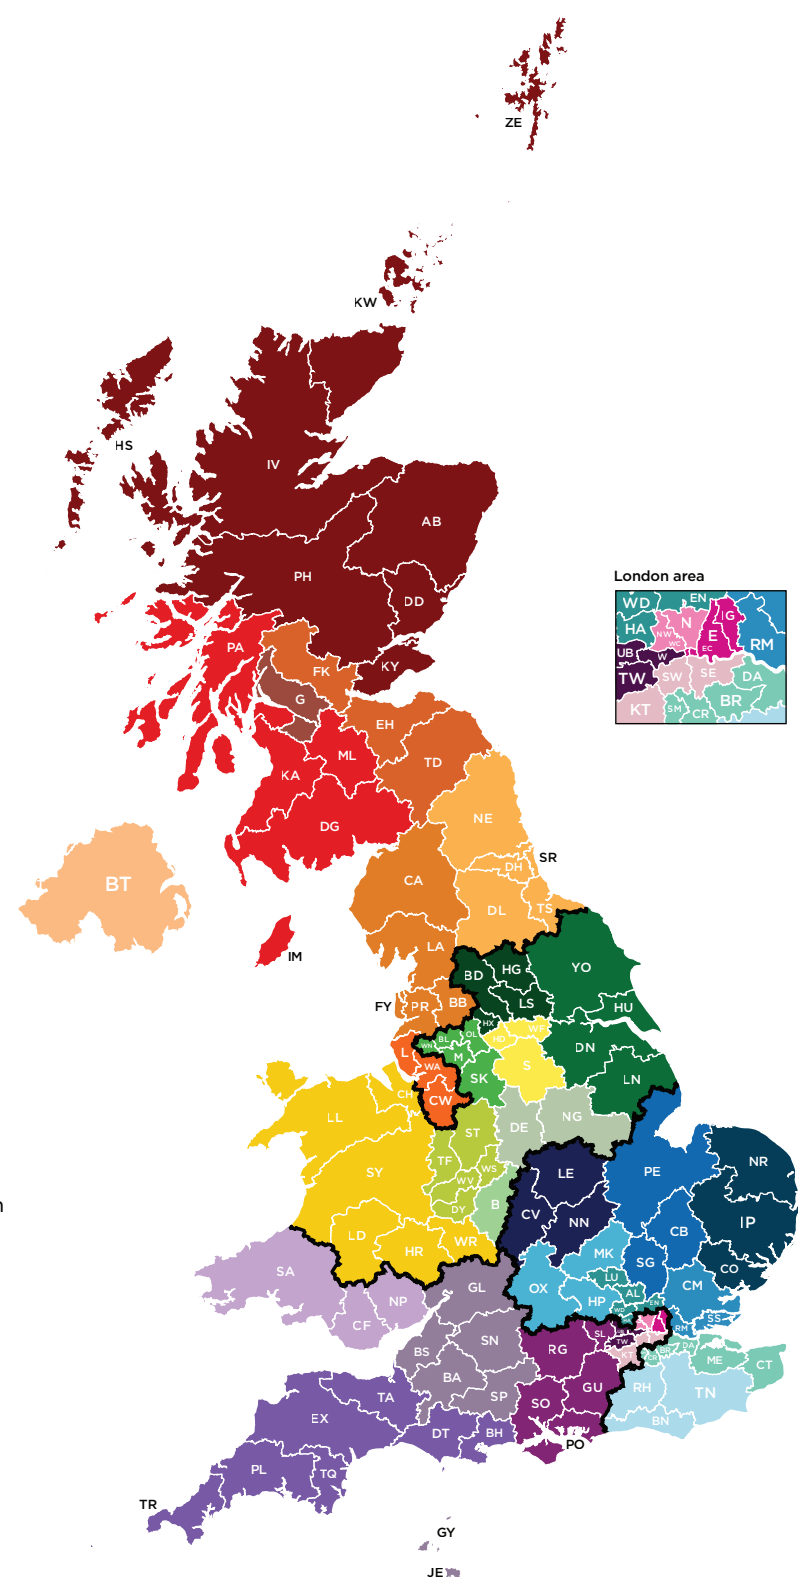 ZE
KW
HS
IV
AB
PH
DD
London area
WD EN IG
HA NW N E RM
WC EC
UB W
TW SW SE DA
KT SM CR BR
PA FK KY
G
EH
KA ML TD
DG NE
BT
SR
DH
CA
DL TS
LA
IM
BD HG YO
FY PR BB LS HU
HX
L WN BL OL HD WF DN
WA M S
CH CW SK LN
LL
ST DE NG
SY TF WS LE PE NR
WV
DY B CV NN CB IP
LD HR WR MK SG CO
SA GL OX LU AL CM
NP HP WD EN SS
CF SN RG SL RM
BS TW KT BR DA ME CT
CR
BA GU RH TN
TA SP SO
EX DT BH BN
PO
PL TQ
TR
GY
JE
n